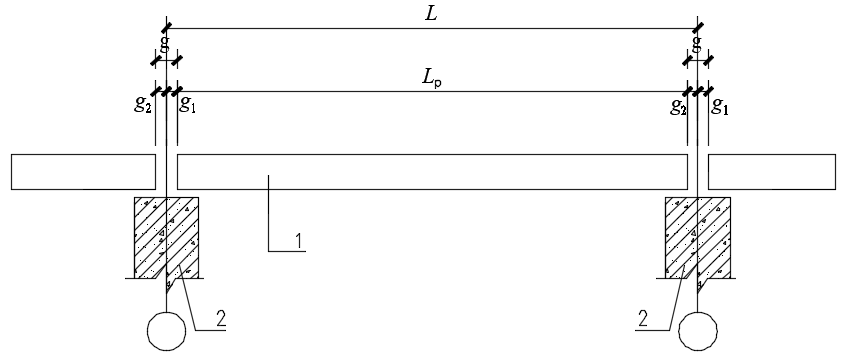 L
g g
g₂ g₁ Lₚ g₂ g₁
1
2 2